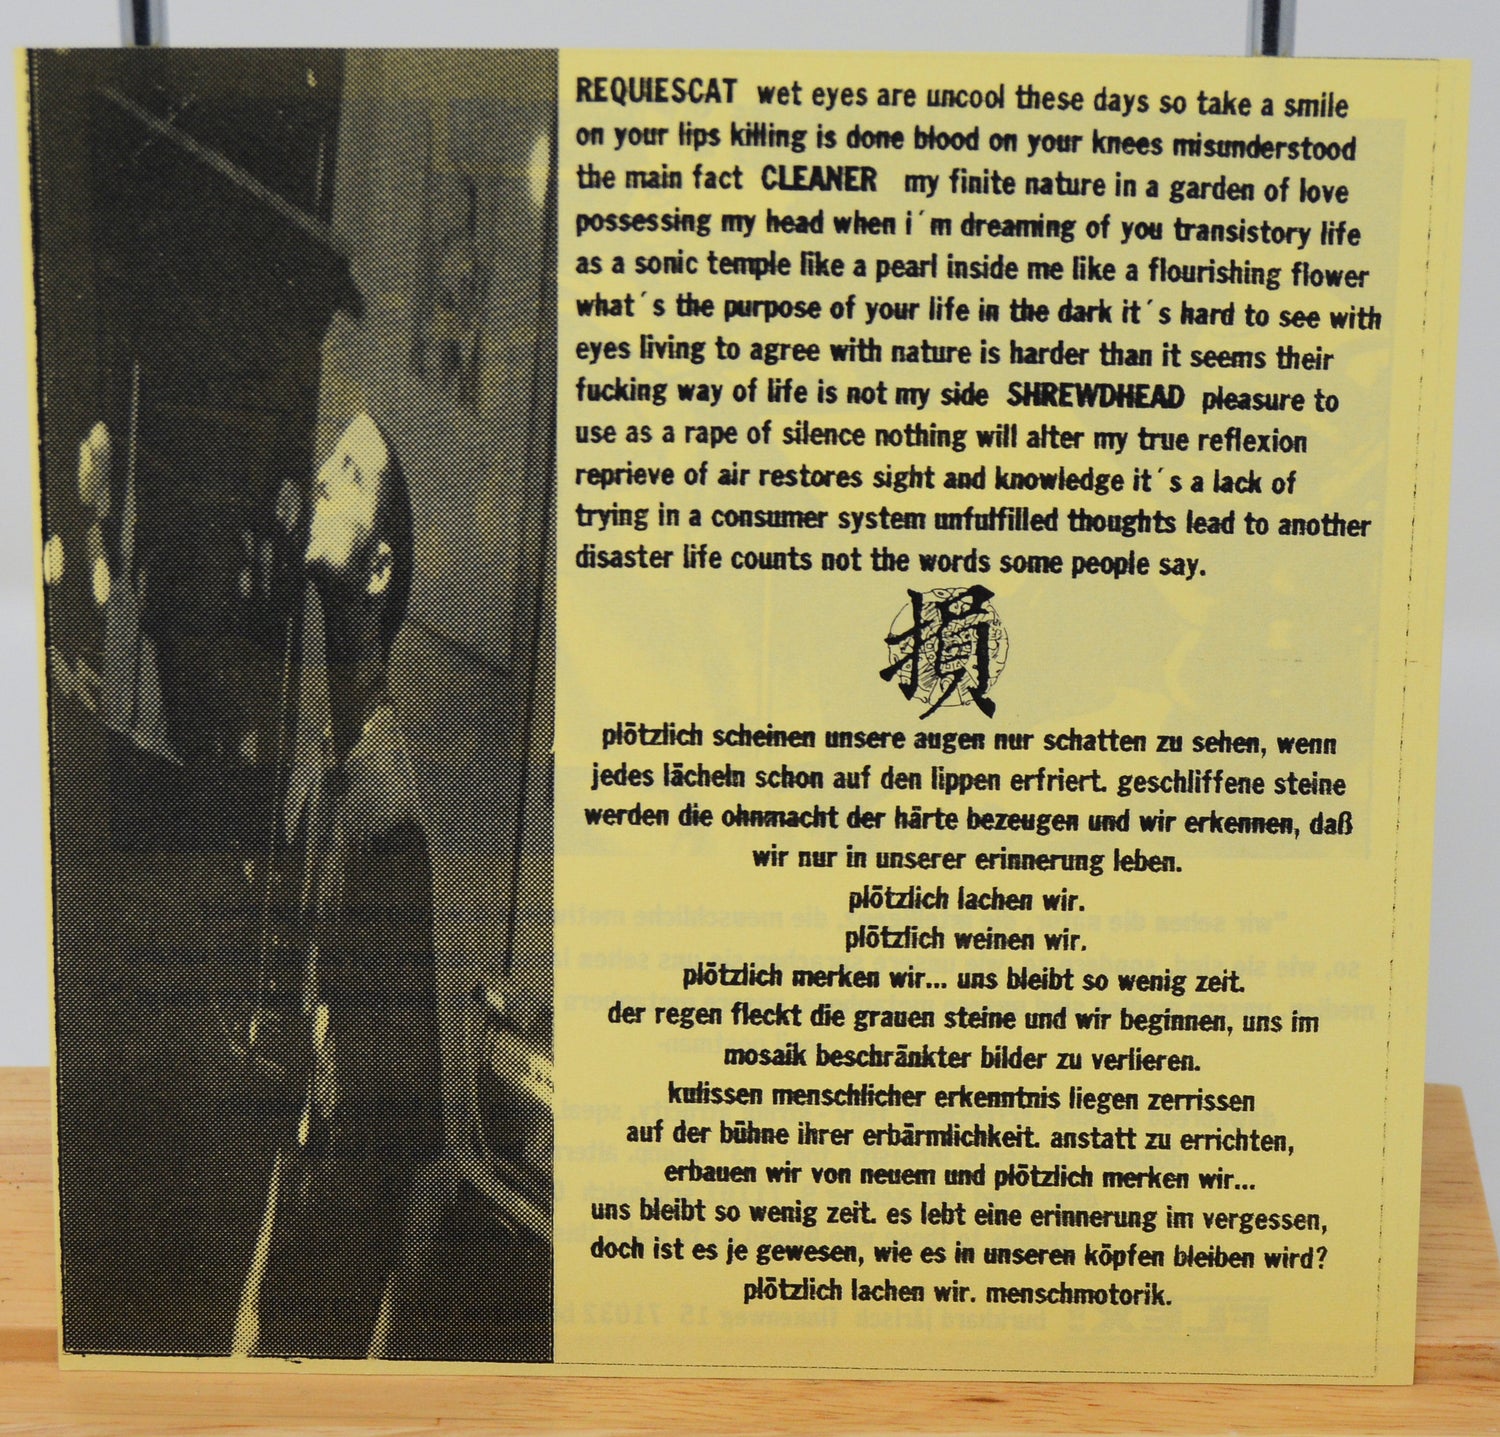 REQUIESCAT wet eyes are uncool these days so take a smile
on your lips killing is done blood on your knees misunderstood
the main fact CLEANER my finite nature in a garden of love
possessing my head when i´m dreaming of you transistory life
as a sonic temple like a pearl inside me like a flourishing flower
what´s the purpose of your life in the dark it´s hard to see with
eyes living to agree with nature is harder than it seems their
fucking way of life is not my side SHREWDHEAD pleasure to
use as a rape of silence nothing will alter my true reflexion
reprieve of air restores sight and knowledge it´s a lack of
trying in a consumer system unfulfilled thoughts lead to another
disaster life counts not the words some people say.
損
plötzlich scheinen unsere augen nur schatten zu sehen, wenn
jedes lächeln schon auf den lippen erfriert. geschliffene steine
werden die ohnmacht der härte bezeugen und wir erkennen, daß
wir nur in unserer erinnerung leben.
plötzlich lachen wir.
plötzlich weinen wir.
plötzlich merken wir... uns bleibt so wenig zeit.
der regen fleckt die grauen steine und wir beginnen, uns im
mosaik beschränkter bilder zu verlieren.
kulissen menschlicher erkenntnis liegen zerrissen
auf der bühne ihrer erbärmlichkeit. anstatt zu errichten,
erbauen wir von neuem und plötzlich merken wir...
uns bleibt so wenig zeit. es lebt eine erinnerung im vergessen,
doch ist es je gewesen, wie es in unseren köpfen bleiben wird?
plötzlich lachen wir. menschmotorik.